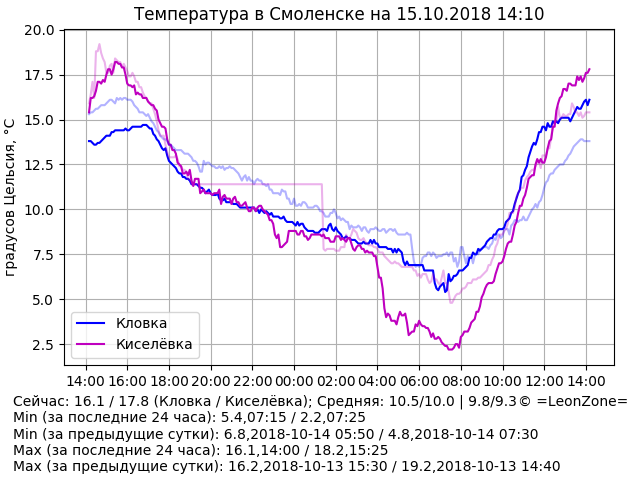 Температура в Смоленске на 15.10.2018 14:10
градусов Цельсия, °C
20.0
17.5
15.0
12.5
10.0
7.5
5.0
2.5
Кловка
Киселёвка
14:00 16:00 18:00 20:00 22:00 00:00 02:00 04:00 06:00 08:00 10:00 12:00 14:00
Сейчас: 16.1 / 17.8 (Кловка / Киселёвка); Средняя: 10.5/10.0 | 9.8/9.3© =LeonZone=
Min (за последние 24 часа): 5.4,07:15 / 2.2,07:25
Min (за предыдущие сутки): 6.8,2018-10-14 05:50 / 4.8,2018-10-14 07:30
Max (за последние 24 часа): 16.1,14:00 / 18.2,15:25
Max (за предыдущие сутки): 16.2,2018-10-13 15:30 / 19.2,2018-10-13 14:40